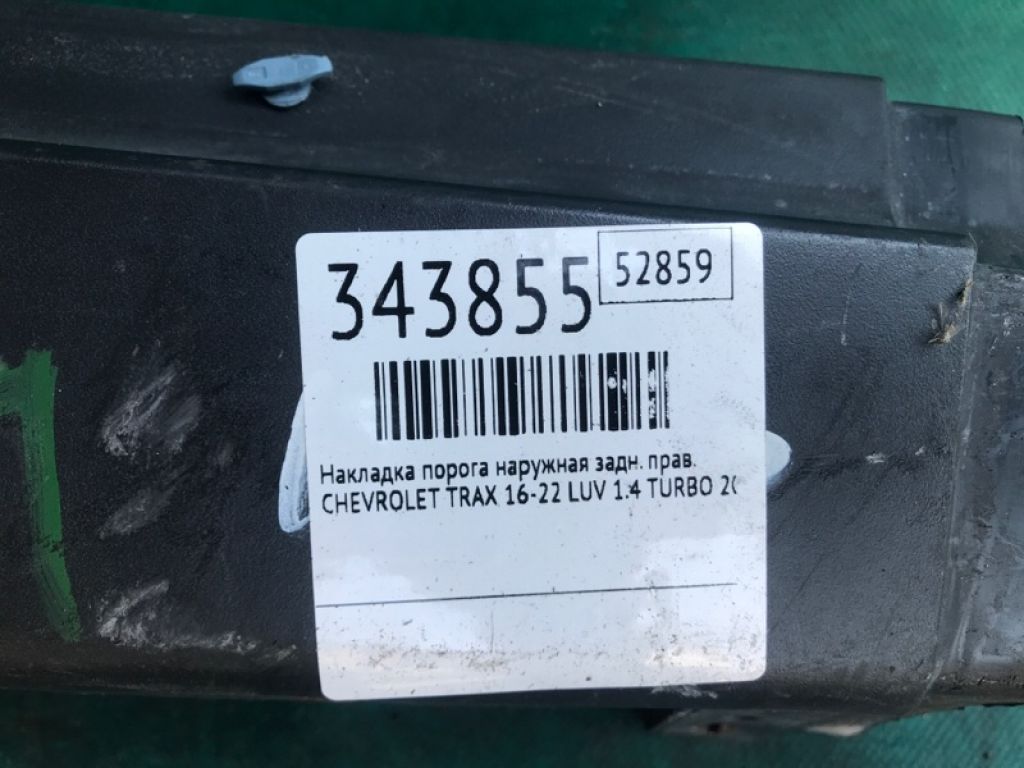 343855
52859
Накладка порога наружная задн. прав.
CHEVROLET TRAX 16-22 LUV 1.4 TURBO